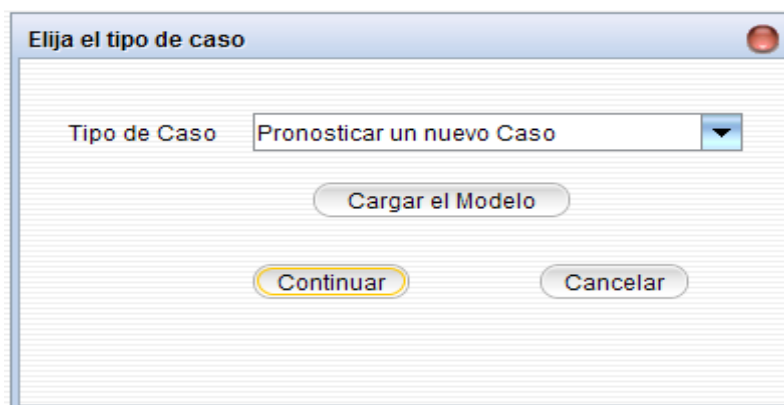 Elija el tipo de caso
Tipo de Caso Pronosticar un nuevo Caso
Cargar el Modelo
Continuar Cancelar